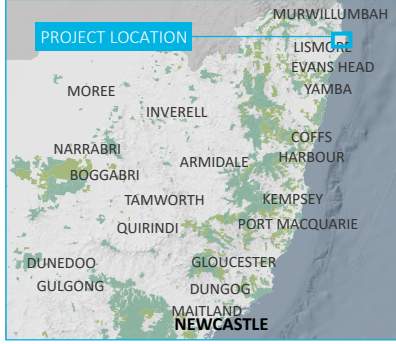 MURWILLUMBAH
PROJECT LOCATION
LISMORE
EVANS HEAD
MOREE
YAMBA
INVERELL
COFFS
HARBOUR
NARRABRI
ARMIDALE
BOGGABRI
TAMWORTH
KEMPSEY
QUIRINDI
PORT MACQUARIE
DUNEDOO
GLOUCESTER
GULGONG
DUNGOG
MAITLAND
NEWCASTLE